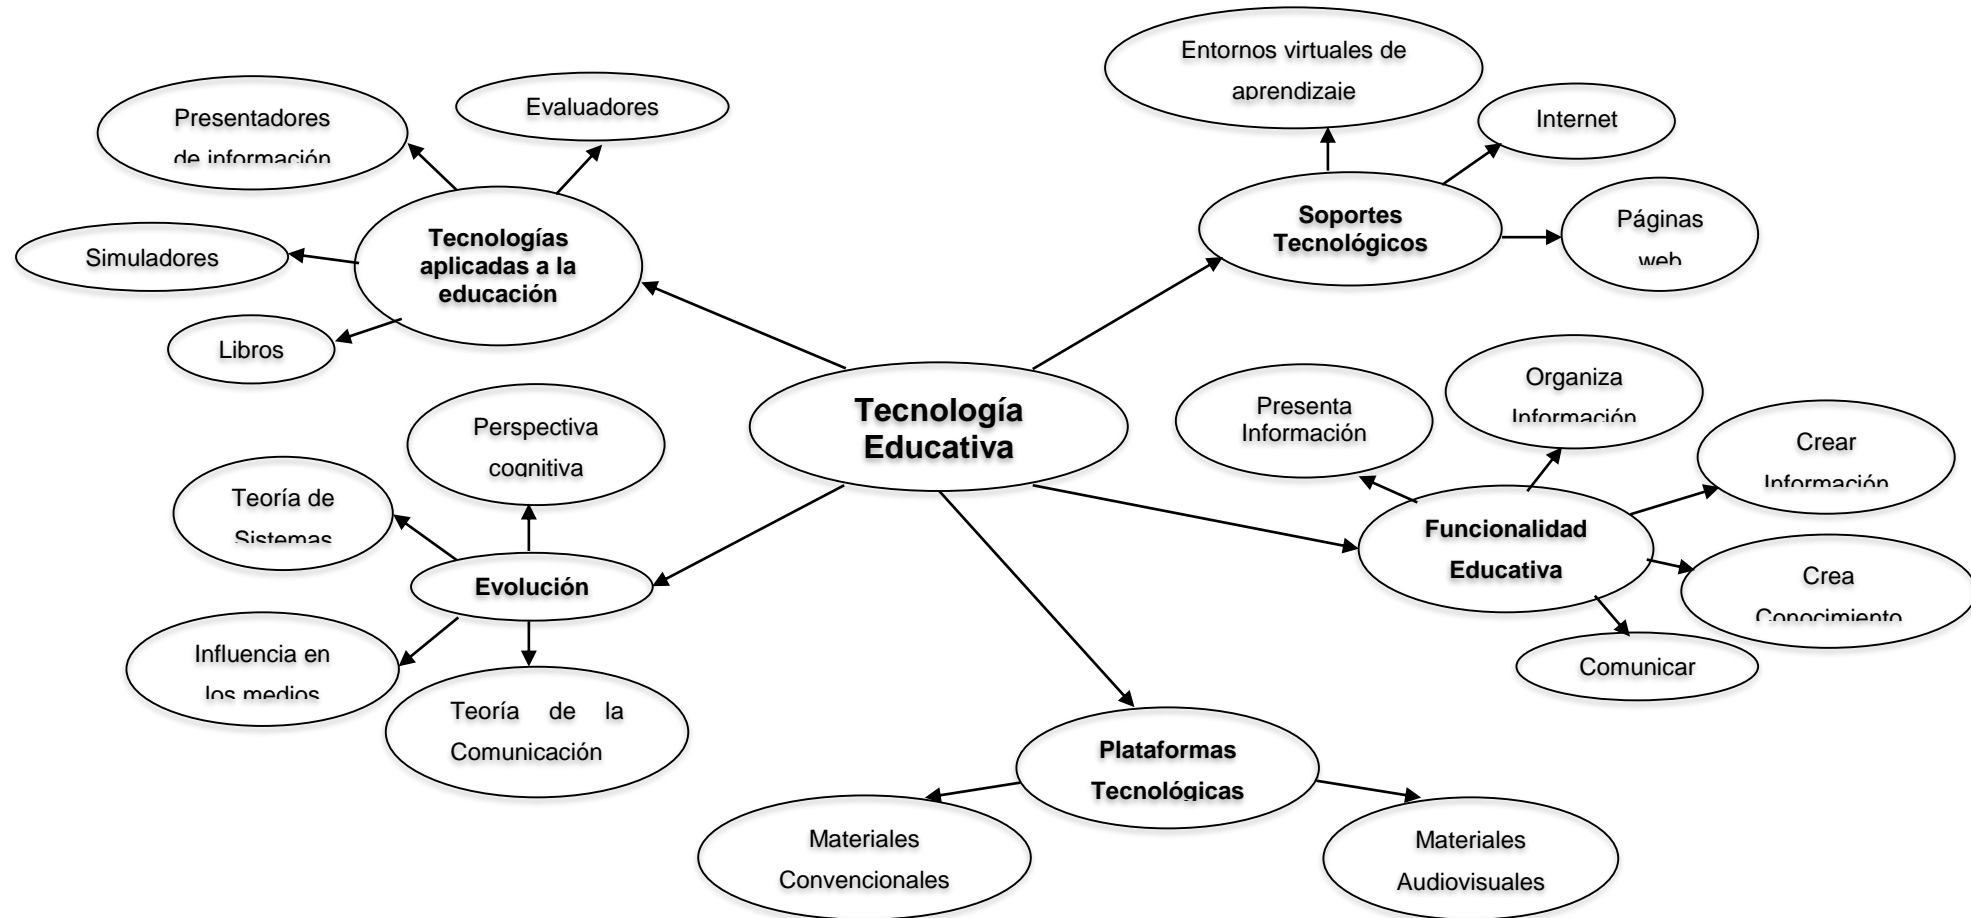 Entornos virtuales de
aprendizaje
Evaluadores
Presentadores
de información
Internet
Soportes
Tecnológicos
Páginas
web
Tecnologías
aplicadas a la
educación
Simuladores
Libros
Tecnología
Educativa
Organiza
Información
Presenta
Información
Crear
Información
Perspectiva
cognitiva
Teoría de
Sistemas
Funcionalidad
Educativa
Evolución
Crea
Conocimiento
Comunicar
Influencia en
los medios
Teoría de la
Comunicación
Plataformas
Tecnológicas
Materiales
Convencionales
Materiales
Audiovisuales